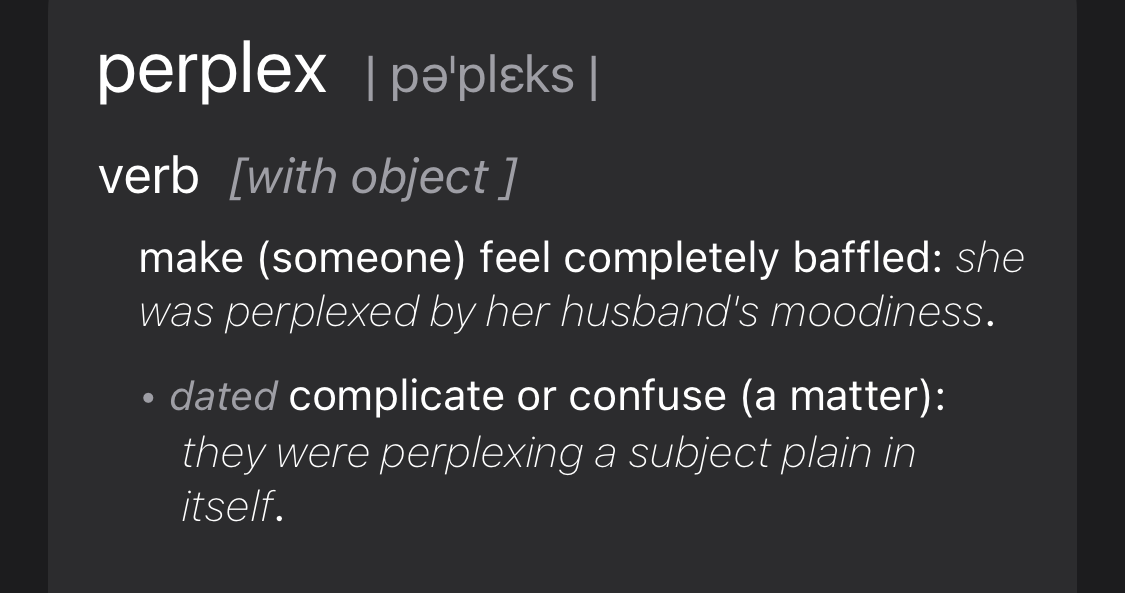 perplex | pəˈplɛks |
verb [with object ]
make (someone) feel completely baffled: she
was perplexed by her husband's moodiness.
• dated complicate or confuse (a matter):
they were perplexing a subject plain in
itself.